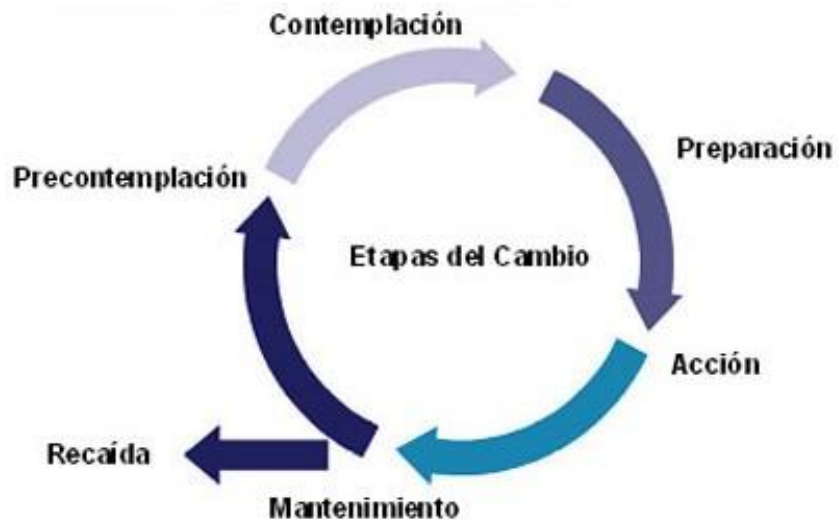 Contemplación
Preparación
Precontemplación
Etapas del Cambio
Acción
Recaída
Mantenimiento